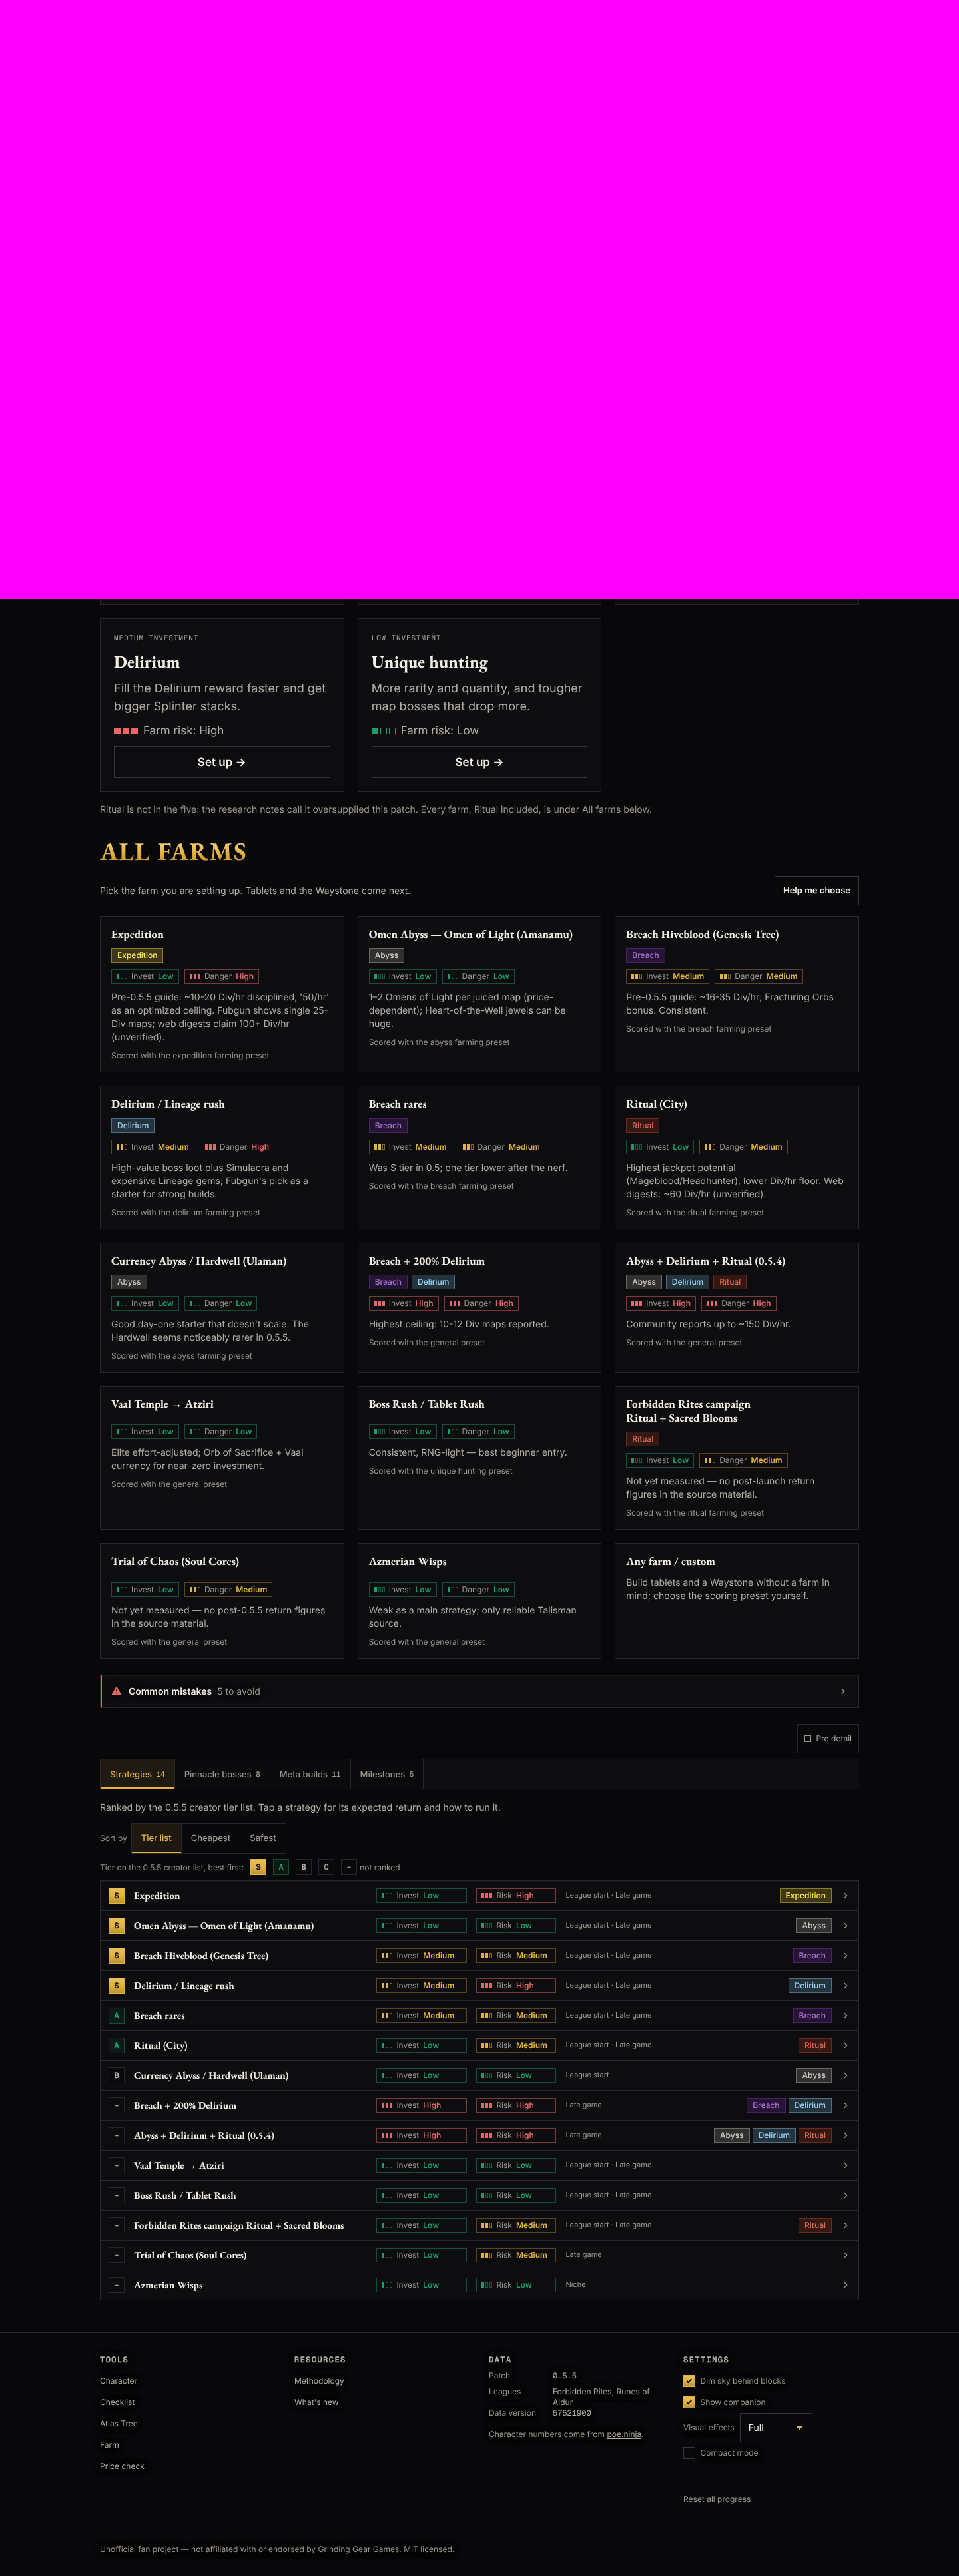 MEDIUM INVESTMENT
Delirium
Fill the Delirium reward faster and get
bigger Splinter stacks.
Farm risk: High
Set up →
LOW INVESTMENT
Unique hunting
More rarity and quantity, and tougher
map bosses that drop more.
Farm risk: Low
Set up →
Ritual is not in the five: the research notes call it oversupplied this patch. Every farm, Ritual included, is under All farms below.
ALL FARMS
Pick the farm you are setting up. Tablets and the Waystone come next.
Help me choose
Expedition
Expedition
Invest Low Danger High
Pre-0.5.5 guide: ~10-20 Div/hr disciplined, '50/hr'
as an optimized ceiling. Fubgun shows single 25-
Div maps; web digests claim 100+ Div/hr
(unverified).
Scored with the expedition farming preset
Omen Abyss — Omen of Light (Amanamu)
Abyss
Invest Low Danger Low
1–2 Omens of Light per juiced map (price-
dependent); Heart-of-the-Well jewels can be
huge.
Scored with the abyss farming preset
Breach Hiveblood (Genesis Tree)
Breach
Invest Medium Danger Medium
Pre-0.5.5 guide: ~16-35 Div/hr; Fracturing Orbs
bonus. Consistent.
Scored with the breach farming preset
Delirium / Lineage rush
Delirium
Invest Medium Danger High
High-value boss loot plus Simulacra and
expensive Lineage gems; Fubgun's pick as a
starter for strong builds.
Scored with the delirium farming preset
Breach rares
Breach
Invest Medium Danger Medium
Was S tier in 0.5; one tier lower after the nerf.
Scored with the breach farming preset
Ritual (City)
Ritual
Invest Low Danger Medium
Highest jackpot potential
(Mageblood/Headhunter), lower Div/hr floor. Web
digests: ~60 Div/hr (unverified).
Scored with the ritual farming preset
Currency Abyss / Hardwell (Ulaman)
Abyss
Invest Low Danger Low
Good day-one starter that doesn't scale. The
Hardwell seems noticeably rarer in 0.5.5.
Scored with the abyss farming preset
Breach + 200% Delirium
Breach Delirium
Invest High Danger High
Highest ceiling: 10-12 Div maps reported.
Scored with the general preset
Abyss + Delirium + Ritual (0.5.4)
Abyss Delirium Ritual
Invest High Danger High
Community reports up to ~150 Div/hr.
Scored with the general preset
Vaal Temple → Atziri
Invest Low Danger Low
Elite effort-adjusted; Orb of Sacrifice + Vaal
currency for near-zero investment.
Scored with the general preset
Boss Rush / Tablet Rush
Invest Low Danger Low
Consistent, RNG-light — best beginner entry.
Scored with the unique hunting preset
Forbidden Rites campaign
Ritual + Sacred Blooms
Ritual
Invest Low Danger Medium
Not yet measured — no post-launch return
figures in the source material.
Scored with the ritual farming preset
Trial of Chaos (Soul Cores)
Invest Low Danger Medium
Not yet measured — no post-0.5.5 return figures
in the source material.
Scored with the general preset
Azmerian Wisps
Invest Low Danger Low
Weak as a main strategy; only reliable Talisman
source.
Scored with the general preset
Any farm / custom
Build tablets and a Waystone without a farm in
mind; choose the scoring preset yourself.
Common mistakes 5 to avoid
Pro detail
Strategies 14 Pinnacle bosses 8 Meta builds 11 Milestones 5
Ranked by the 0.5.5 creator tier list. Tap a strategy for its expected return and how to run it.
Sort by Tier list Cheapest Safest
Tier on the 0.5.5 creator list, best first: S A B C – not ranked
S Expedition Invest Low Risk High League start · Late game Expedition
S Omen Abyss — Omen of Light (Amanamu) Invest Low Risk Low League start · Late game Abyss
S Breach Hiveblood (Genesis Tree) Invest Medium Risk Medium League start · Late game Breach
S Delirium / Lineage rush Invest Medium Risk High League start · Late game Delirium
A Breach rares Invest Medium Risk Medium League start · Late game Breach
A Ritual (City) Invest Low Risk Medium League start · Late game Ritual
B Currency Abyss / Hardwell (Ulaman) Invest Low Risk Low League start Abyss
– Breach + 200% Delirium Invest High Risk High Late game Breach Delirium
– Abyss + Delirium + Ritual (0.5.4) Invest High Risk High Late game Abyss Delirium Ritual
– Vaal Temple → Atziri Invest Low Risk Low League start · Late game
– Boss Rush / Tablet Rush Invest Low Risk Low League start · Late game
– Forbidden Rites campaign Ritual + Sacred Blooms Invest Low Risk Medium League start · Late game Ritual
– Trial of Chaos (Soul Cores) Invest Low Risk Medium Late game
– Azmerian Wisps Invest Low Risk Low Niche
TOOLS
Character
Checklist
Atlas Tree
Farm
Price check
RESOURCES
Methodology
What's new
DATA
Patch 0.5.5
Leagues Forbidden Rites, Runes of
Aldur
Data version 57521900
Character numbers come from poe.ninja.
SETTINGS
Dim sky behind blocks
Show companion
Visual effects Full
Compact mode
Reset all progress
Unofficial fan project — not affiliated with or endorsed by Grinding Gear Games. MIT licensed.